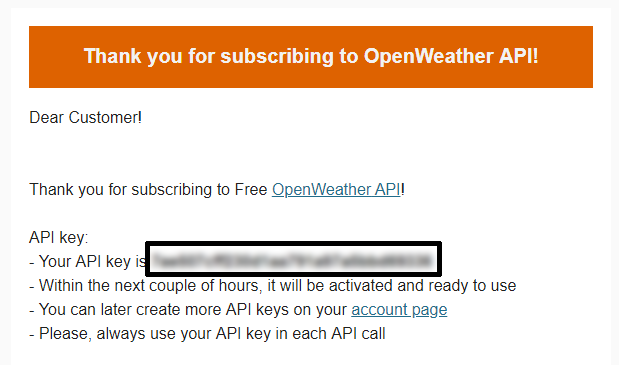 Thank you for subscribing to OpenWeather API!
Dear Customer!
Thank you for subscribing to Free OpenWeather API!
API key:
- Your API key is
- Within the next couple of hours, it will be activated and ready to use
- You can later create more API keys on your account page
- Please, always use your API key in each API call